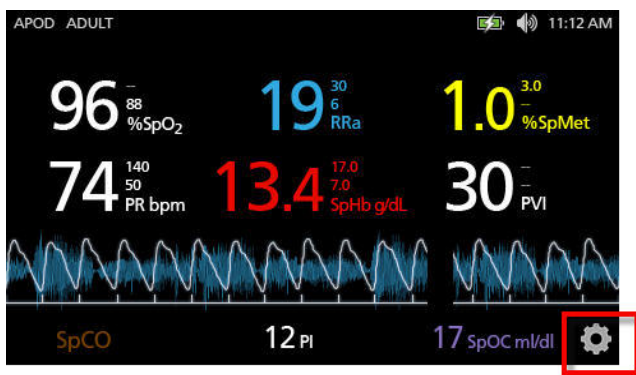 APOD ADULT 11:12 AM
96 – 88 %SpO₂
19 30 6 RRa
1.0 3.0 – %SpMet
74 140 50 PR bpm
13.4 17.0 7.0 SpHb g/dL
30 – – PVI
SpCO 12 PI 17 SpOC ml/dl